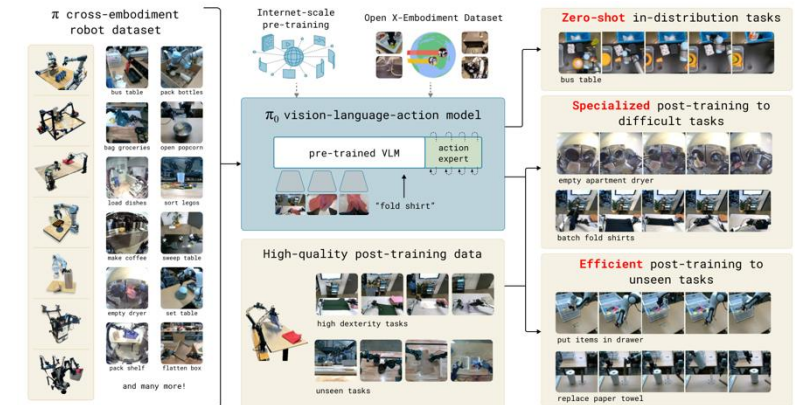 π cross-embodiment
robot dataset
bus table
pack bottles
bag groceries
open popcorn
load dishes
sort legos
make coffee
sweep table
empty dryer
set table
pack shelf
flatten box
and many more!
Internet-scale
pre-training
Open X-Embodiment Dataset
π₀ vision-language-action model
pre-trained VLM
action
expert
"fold shirt"
High-quality post-training data
high dexterity tasks
unseen tasks
Zero-shot in-distribution tasks
bus table
Specialized post-training to
difficult tasks
empty apartment dryer
batch fold shirts
Efficient post-training to
unseen tasks
put items in drawer
replace paper towel